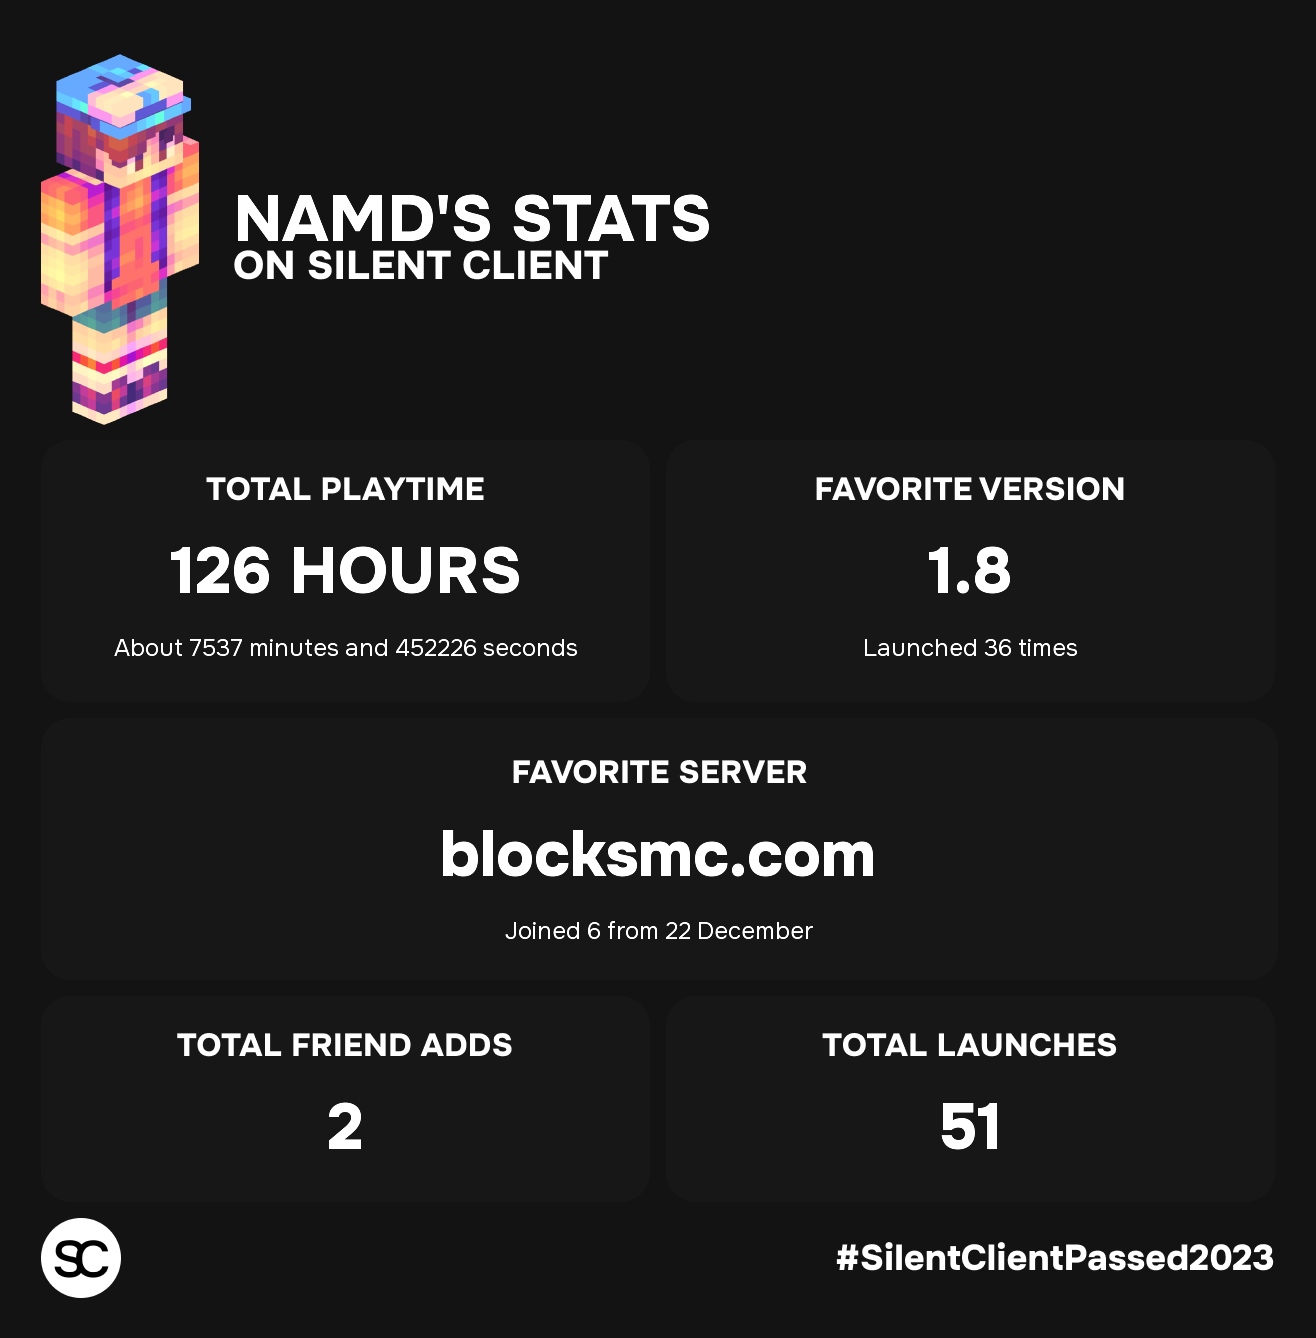 NAMD'S STATS
ON SILENT CLIENT
TOTAL PLAYTIME
126 HOURS
About 7537 minutes and 452226 seconds
FAVORITE VERSION
1.8
Launched 36 times
FAVORITE SERVER
blocksmc.com
Joined 6 from 22 December
TOTAL FRIEND ADDS
2
TOTAL LAUNCHES
51
SC
#SilentClientPassed2023